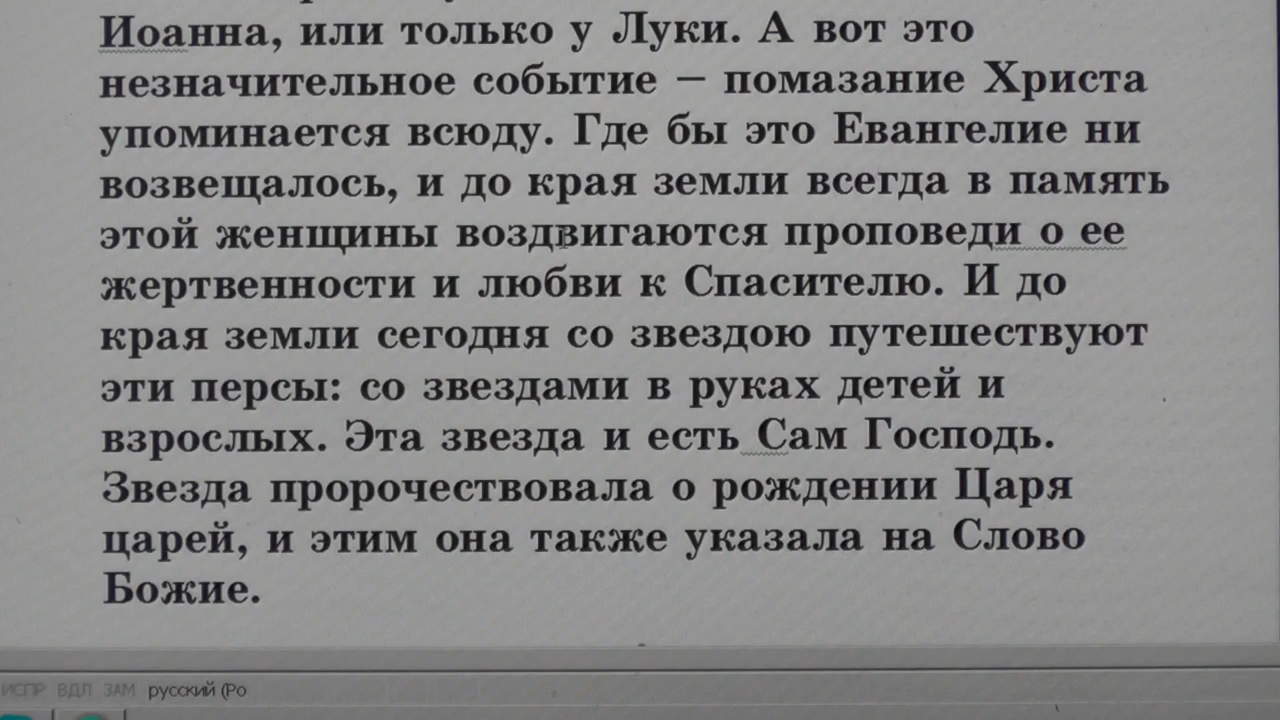 Иоанна, или только у Луки. А вот это
незначительное событие – помазание Христа
упоминается всюду. Где бы это Евангелие ни
возвещалось, и до края земли всегда в память
этой женщины воздвигаются проповеди о ее
жертвенности и любви к Спасителю. И до
края земли сегодня со звездою путешествуют
эти персы: со звездами в руках детей и
взрослых. Эта звезда и есть Сам Господь.
Звезда пророчествовала о рождении Царя
царей, и этим она также указала на Слово
Божие.
ИСПР ВДЛ ЗАМ русский (Ро